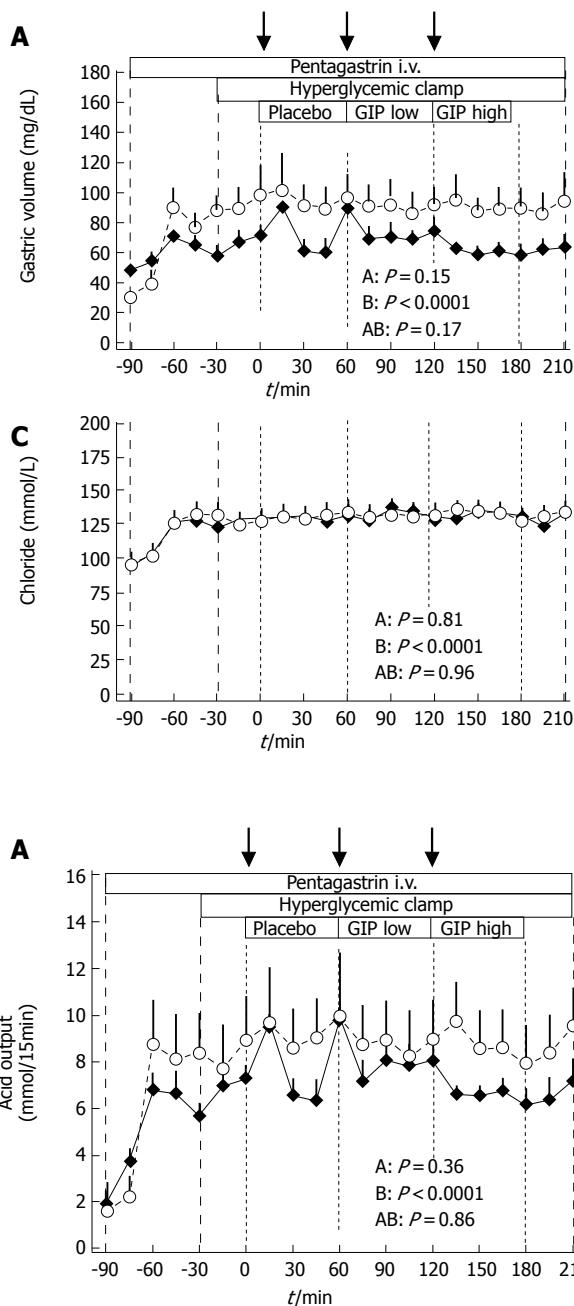 A
Pentagastrin i.v.
Hyperglycemic clamp
Placebo GIP low GIP high
Gastric volume (mg/dL)
180
160
140
120
100
80
60
40
20
0
A: P = 0.15
B: P < 0.0001
AB: P = 0.17
-90 -60 -30 0 30 60 90 120 150 180 210
t/min
C
Chloride (mmol/L)
200
175
150
125
100
75
50
25
0
A: P = 0.81
B: P < 0.0001
AB: P = 0.96
-90 -60 -30 0 30 60 90 120 150 180 210
t/min
A
Pentagastrin i.v.
Hyperglycemic clamp
Placebo GIP low GIP high
Acid output
(mmol/15min)
16
14
12
10
8
6
4
2
0
A: P = 0.36
B: P < 0.0001
AB: P = 0.86
-90 -60 -30 0 30 60 90 120 150 180 21
t/min